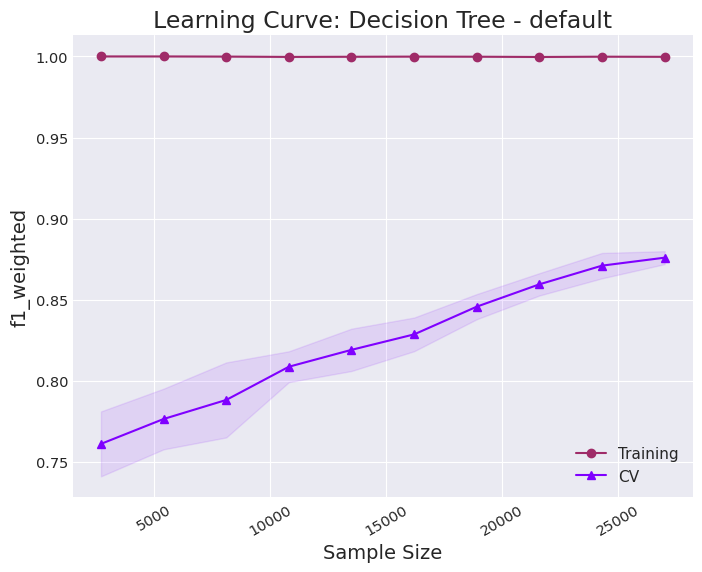 Learning Curve: Decision Tree - default
1.00
0.95
0.90
0.85
0.80
0.75
f1_weighted
Training
CV
5000
10000
15000
20000
25000
Sample Size